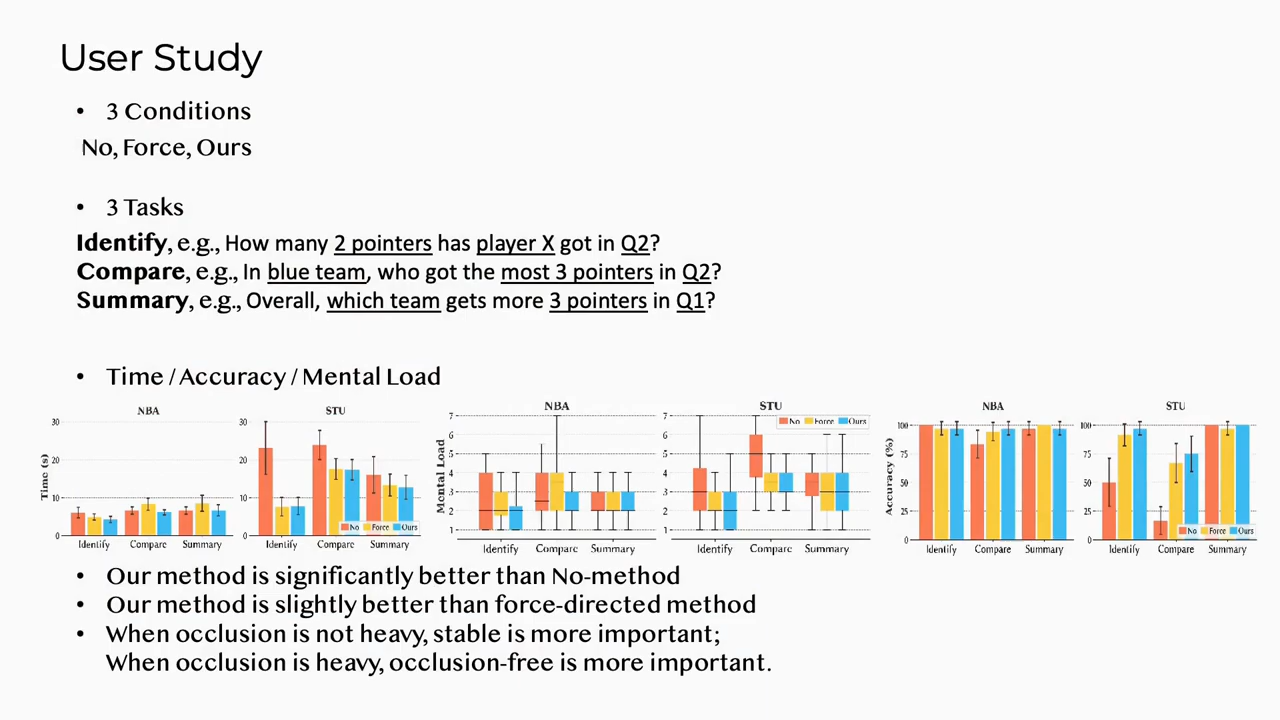 User Study
• 3 Conditions
No, Force, Ours
• 3 Tasks
Identify, e.g., How many 2 pointers has player X got in Q2?
Compare, e.g., In blue team, who got the most 3 pointers in Q2?
Summary, e.g., Overall, which team gets more 3 pointers in Q1?
• Time / Accuracy / Mental Load
NBA
Time (s)
30
20
10
0
Identify Compare Summary
STU
30
20
10
0
No Force Ours
Identify Compare Summary
NBA
Mental Load
7
6
5
4
3
2
1
Identify Compare Summary
STU
7
6
5
4
3
2
1
No Force Ours
Identify Compare Summary
NBA
Accuracy (%)
100
75
50
25
0
Identify Compare Summary
STU
100
75
50
25
0
No Force Ours
Identify Compare Summary
• Our method is significantly better than No-method
• Our method is slightly better than force-directed method
• When occlusion is not heavy, stable is more important;
When occlusion is heavy, occlusion-free is more important.